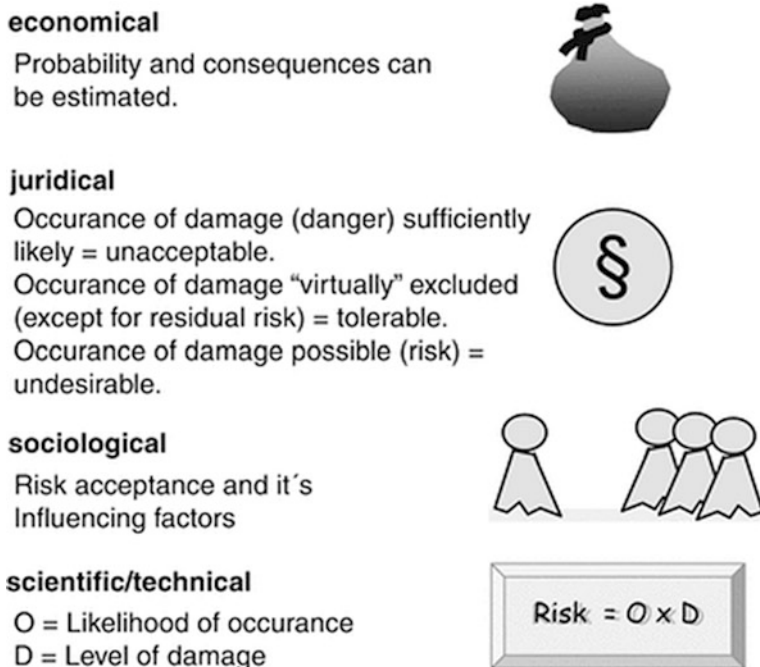 economical
Probability and consequences can
be estimated.
juridical
Occurance of damage (danger) sufficiently
likely = unacceptable.
Occurance of damage “virtually” excluded
(except for residual risk) = tolerable.
Occurance of damage possible (risk) =
undesirable.
§
sociological
Risk acceptance and it´s
Influencing factors
scientific/technical
O = Likelihood of occurance
D = Level of damage
Risk = O x D